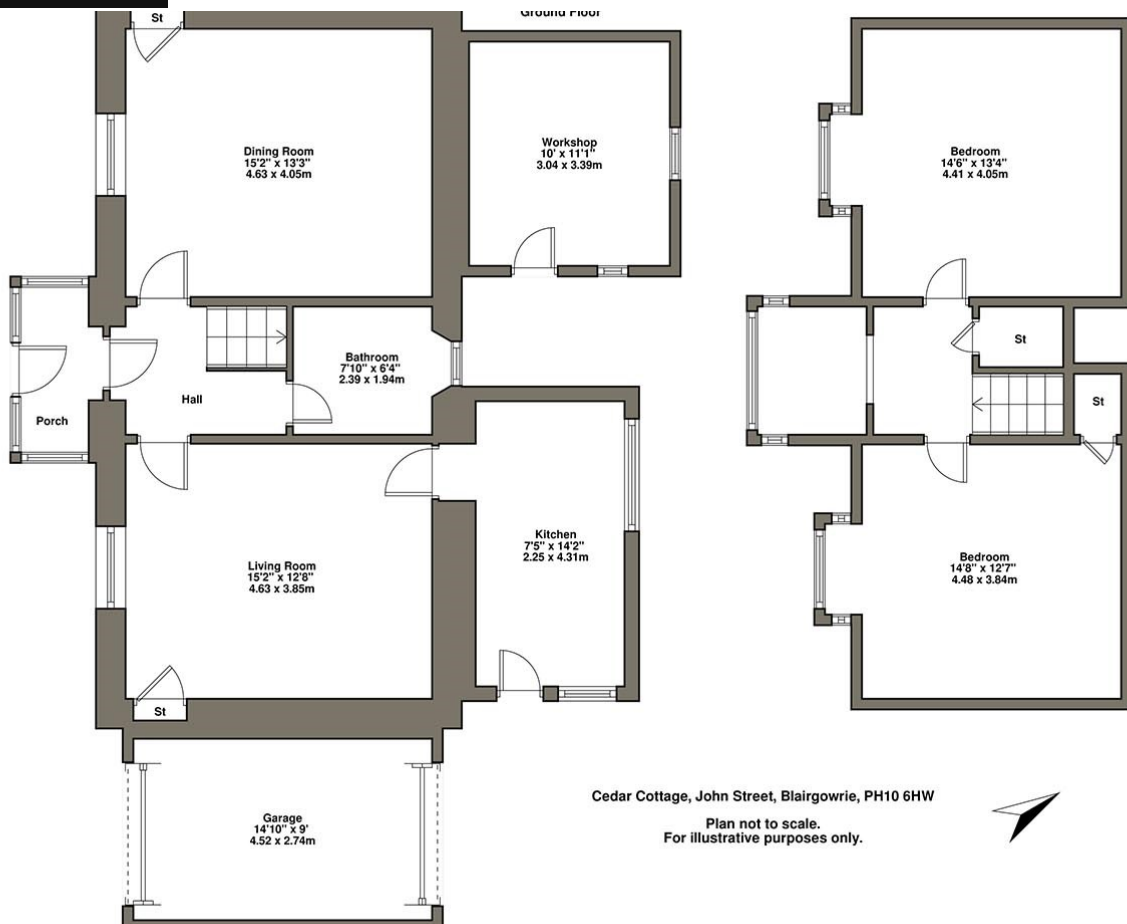 Ground Floor
St
Dining Room
15'2" x 13'3"
4.63 x 4.05m
Workshop
10' x 11'1"
3.04 x 3.39m
Bedroom
14'6" x 13'4"
4.41 x 4.05m
Bathroom
7'10" x 6'4"
2.39 x 1.94m
Hall
Porch
St
St
Living Room
15'2" x 12'8"
4.63 x 3.85m
Kitchen
7'5" x 14'2"
2.25 x 4.31m
Bedroom
14'8" x 12'7"
4.48 x 3.84m
St
Garage
14'10" x 9'
4.52 x 2.74m
Cedar Cottage, John Street, Blairgowrie, PH10 6HW
Plan not to scale.
For illustrative purposes only.